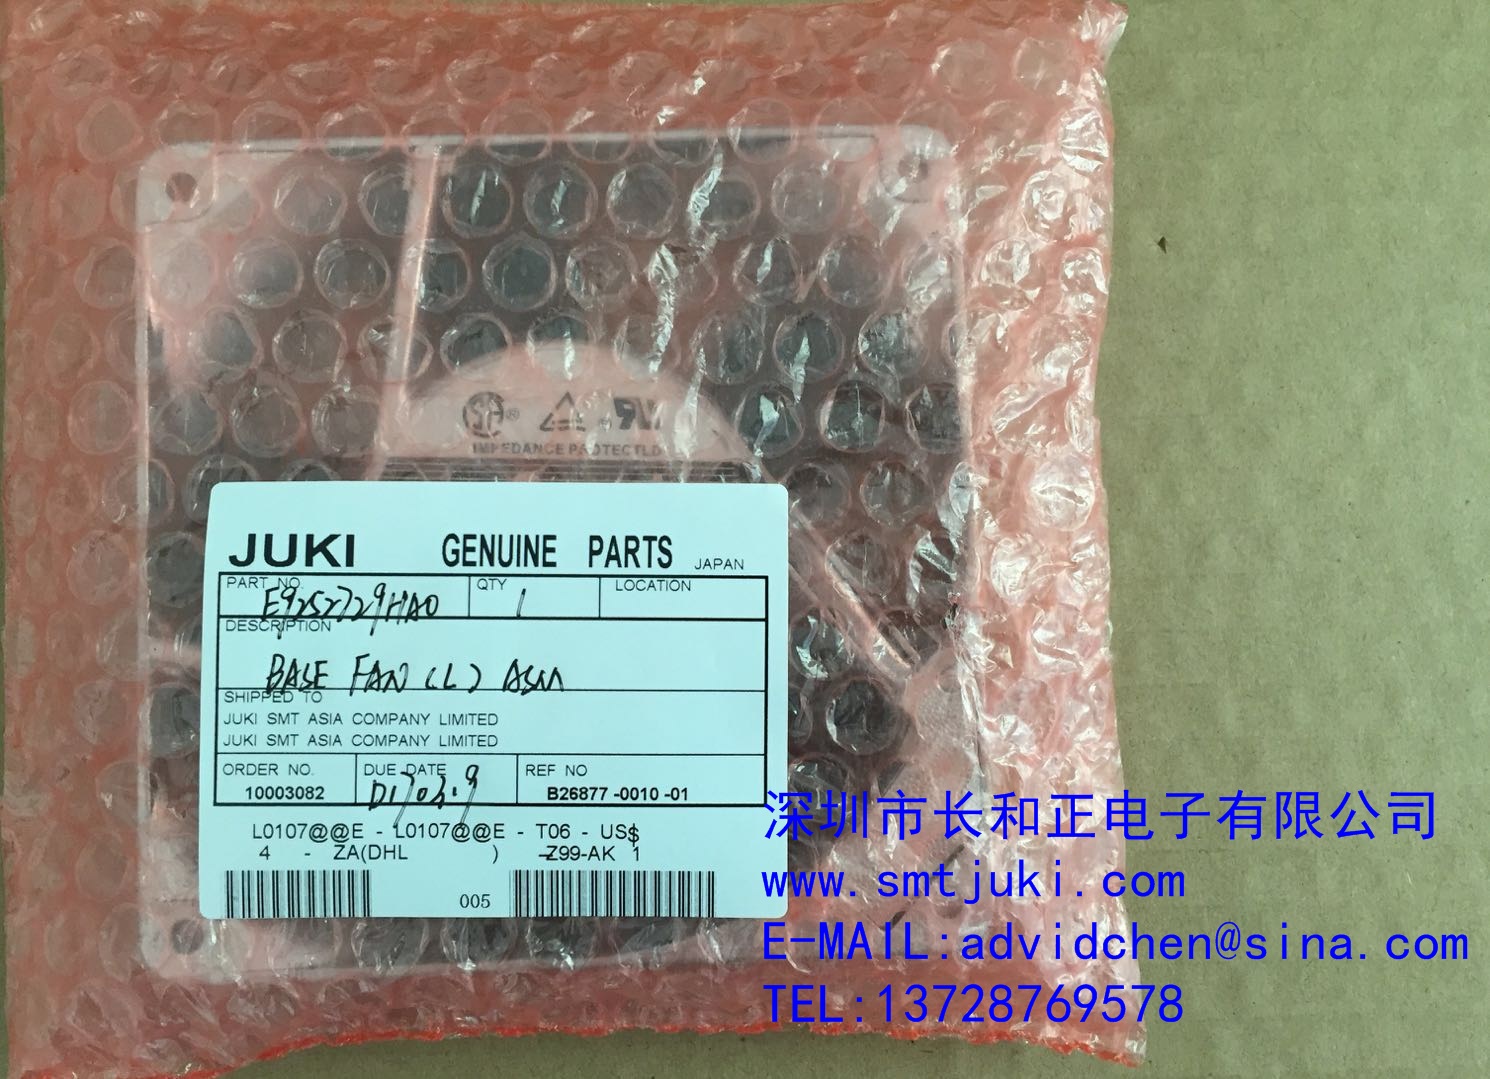 IMPEDANCE PROTECTED
JUKI GENUINE PARTS JAPAN
PART NO. QTY LOCATION
E9252729HA0 1
DESCRIPTION
BASE FAN (L) ASM
SHIPPED TO
JUKI SMT ASIA COMPANY LIMITED
JUKI SMT ASIA COMPANY LIMITED
ORDER NO. DUE DATE REF NO
10003082 B26877 -0010 -01
L0107@@E - L0107@@E - T06 - US$
4 - ZA(DHL ) -Z99-AK 1
005
深圳市长和正电子有限公司
www.smtjuki.com
E-MAIL:advidchen@sina.com
TEL:13728769578